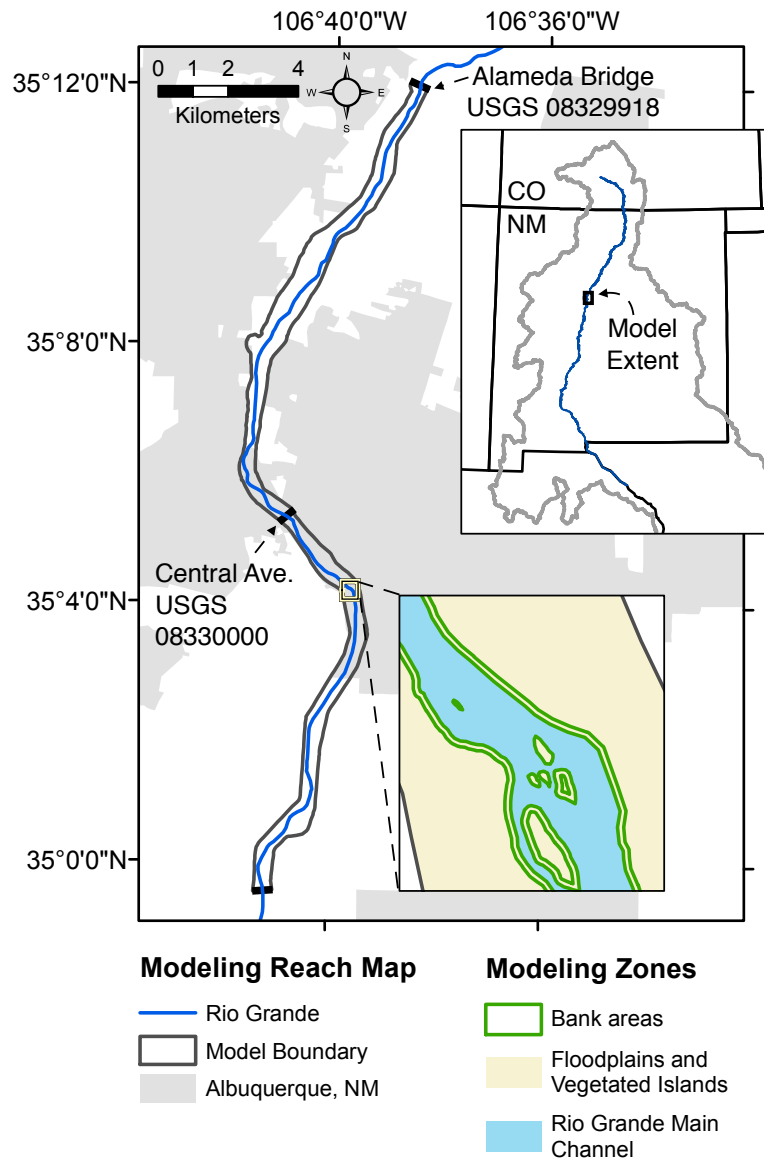 106°40'0"W 106°36'0"W
35°12'0"N
0 1 2 4
Kilometers
N
W E
S
Alameda Bridge
USGS 08329918
CO
NM
Model
Extent
35°8'0"N
Central Ave.
USGS
08330000
35°4'0"N
35°0'0"N
Modeling Reach Map
Rio Grande
Model Boundary
Albuquerque, NM
Modeling Zones
Bank areas
Floodplains and
Vegetated Islands
Rio Grande Main
Channel